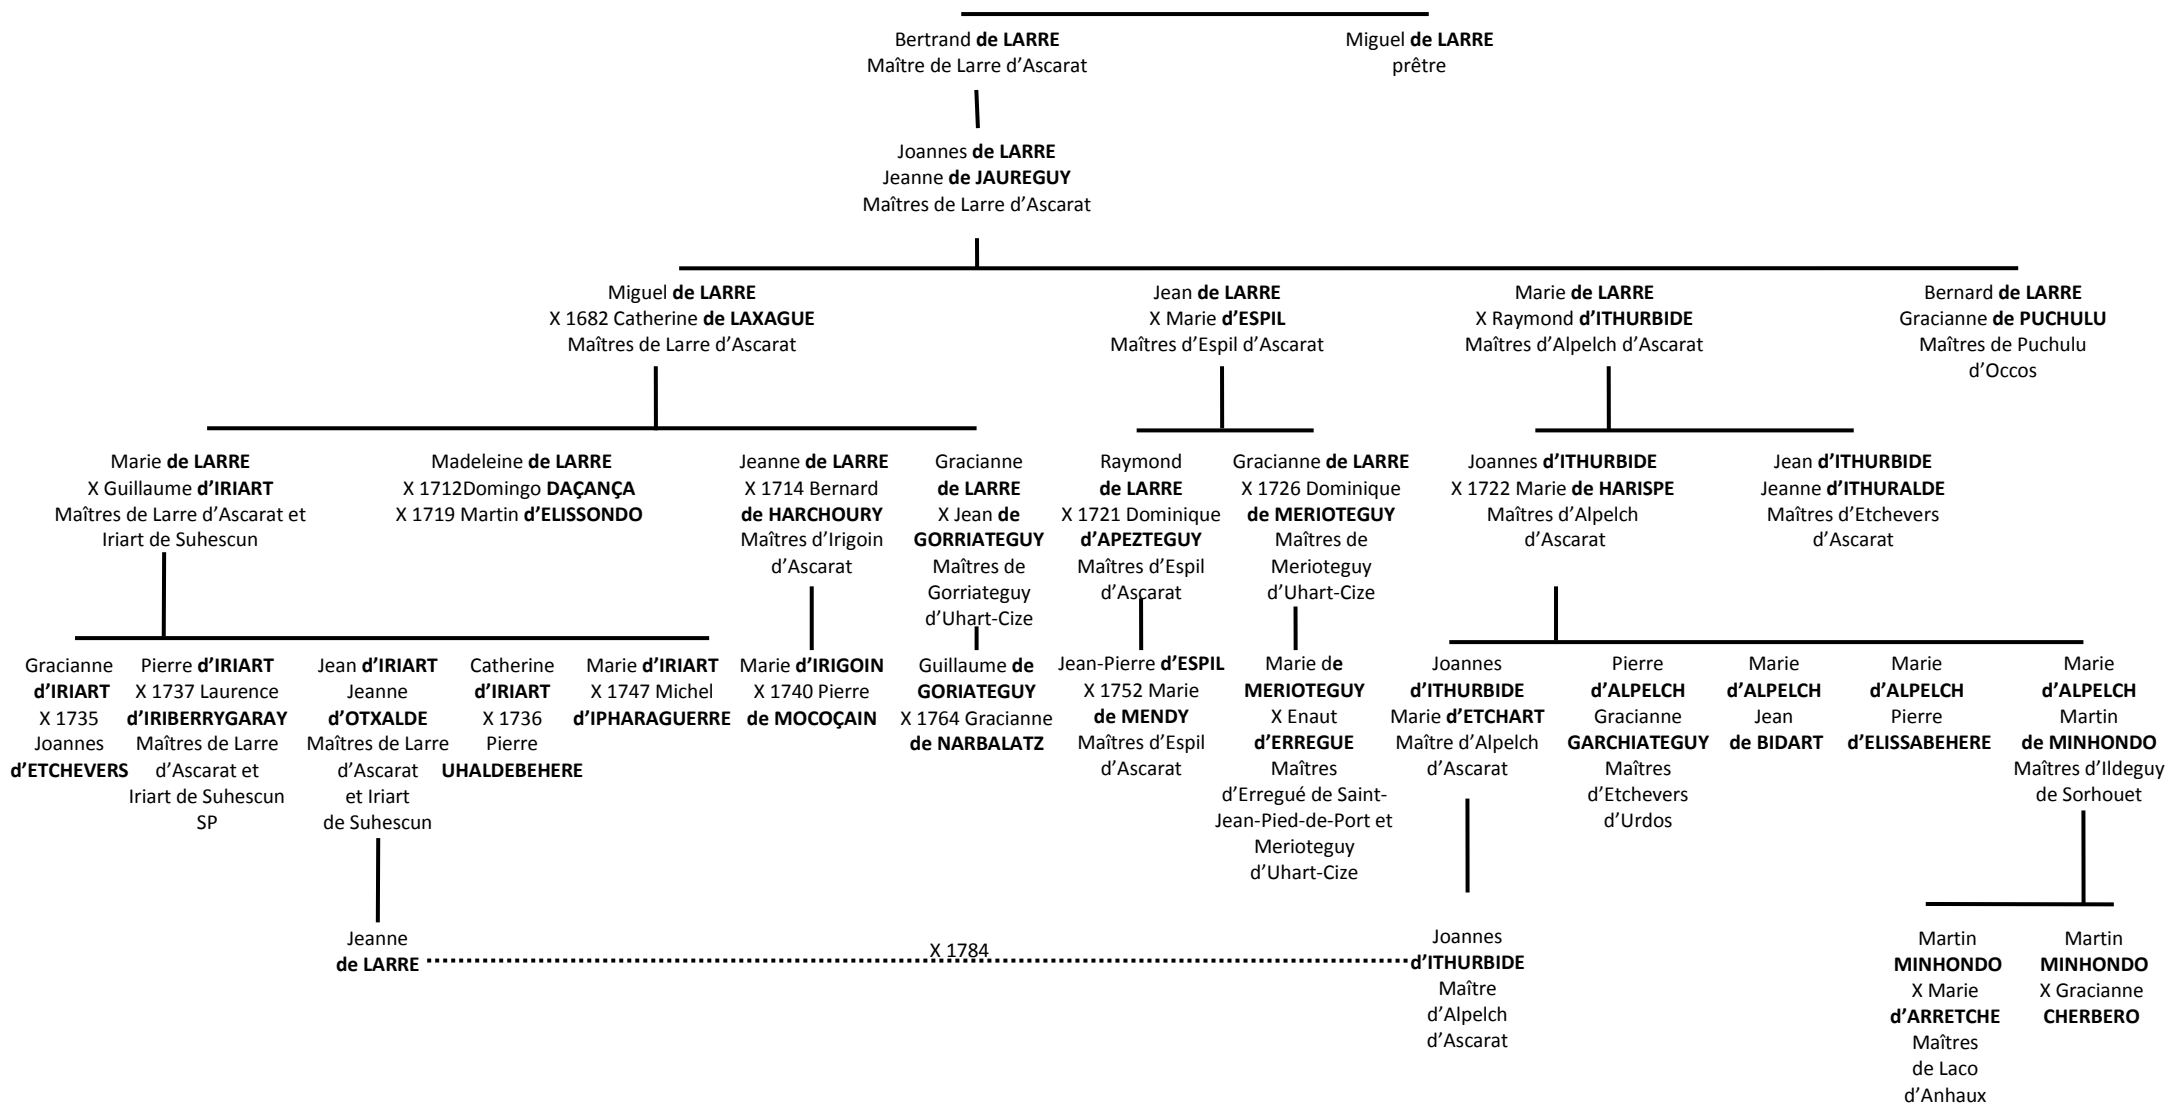 Bertrand de LARRE
Maître de Larre d’Ascarat
Miguel de LARRE
prêtre
Joannes de LARRE
Jeanne de JAUREGUY
Maîtres de Larre d’Ascarat
Miguel de LARRE
X 1682 Catherine de LAXAGUE
Maîtres de Larre d’Ascarat
Jean de LARRE
X Marie d’ESPIL
Maîtres d’Espil d’Ascarat
Marie de LARRE
X Raymond d’ITHURBIDE
Maîtres d’Alpelch d’Ascarat
Bernard de LARRE
Gracianne de PUCHULU
Maîtres de Puchulu
d’Occos
Marie de LARRE
X Guillaume d’IRIART
Maîtres de Larre d’Ascarat et
Iriart de Suhescun
Madeleine de LARRE
X 1712Domingo DAÇANÇA
X 1719 Martin d’ELISSONDO
Jeanne de LARRE
X 1714 Bernard
de HARCHOURY
Maîtres d’Irigoin
d’Ascarat
Gracianne
de LARRE
X Jean de
GORRIATEGUY
Maîtres de
Gorriateguy
d’Uhart-Cize
Raymond
de LARRE
X 1721 Dominique
d’APEZTEGUY
Maîtres d’Espil
d’Ascarat
Gracianne de LARRE
X 1726 Dominique
de MERIOTEGUY
Maîtres de
Merioteguy
d’Uhart-Cize
Joannes d’ITHURBIDE
X 1722 Marie de HARISPE
Maîtres d’Alpelch
d’Ascarat
Jean d’ITHURBIDE
Jeanne d’ITHURALDE
Maîtres d’Etchevers
d’Ascarat
Gracianne
d’IRIART
X 1735
Joannes
d’ETCHEVERS
Pierre d’IRIART
X 1737 Laurence
d’IRIBERRYGARAY
Maîtres de Larre
d’Ascarat et
Iriart de Suhescun
SP
Jean d’IRIART
Jeanne
d’OTXALDE
Maîtres de Larre
d’Ascarat
et Iriart
de Suhescun
Catherine
d’IRIART
X 1736
Pierre
UHALDEBEHERE
Marie d’IRIART
X 1747 Michel
d’IPHARAGUERRE
Marie d’IRIGOIN
X 1740 Pierre
de MOCOÇAIN
Guillaume de
GORIATEGUY
X 1764 Gracianne
de NARBALATZ
Jean-Pierre d’ESPIL
X 1752 Marie
de MENDY
Maîtres d’Espil
d’Ascarat
Marie de
MERIOTEGUY
X Enaut
d’ERREGUE
Maîtres
d’Erregué de Saint-
Jean-Pied-de-Port et
Merioteguy
d’Uhart-Cize
Joannes
d’ITHURBIDE
Marie d’ETCHART
Maître d’Alpelch
d’Ascarat
Pierre
d’ALPELCH
Gracianne
GARCHIATEGUY
Maîtres
d’Etchevers
d’Urdos
Marie
d’ALPELCH
Jean
de BIDART
Marie
d’ALPELCH
Pierre
d’ELISSABEHERE
Marie
d’ALPELCH
Martin
de MINHONDO
Maîtres d’Ildeguy
de Sorhouet
Jeanne
de LARRE
X 1784
Joannes
d’ITHURBIDE
Maître
d’Alpelch
d’Ascarat
Martin
MINHONDO
X Marie
d’ARRETCHE
Maîtres
de Laco
d’Anhaux
Martin
MINHONDO
X Gracianne
CHERBERO